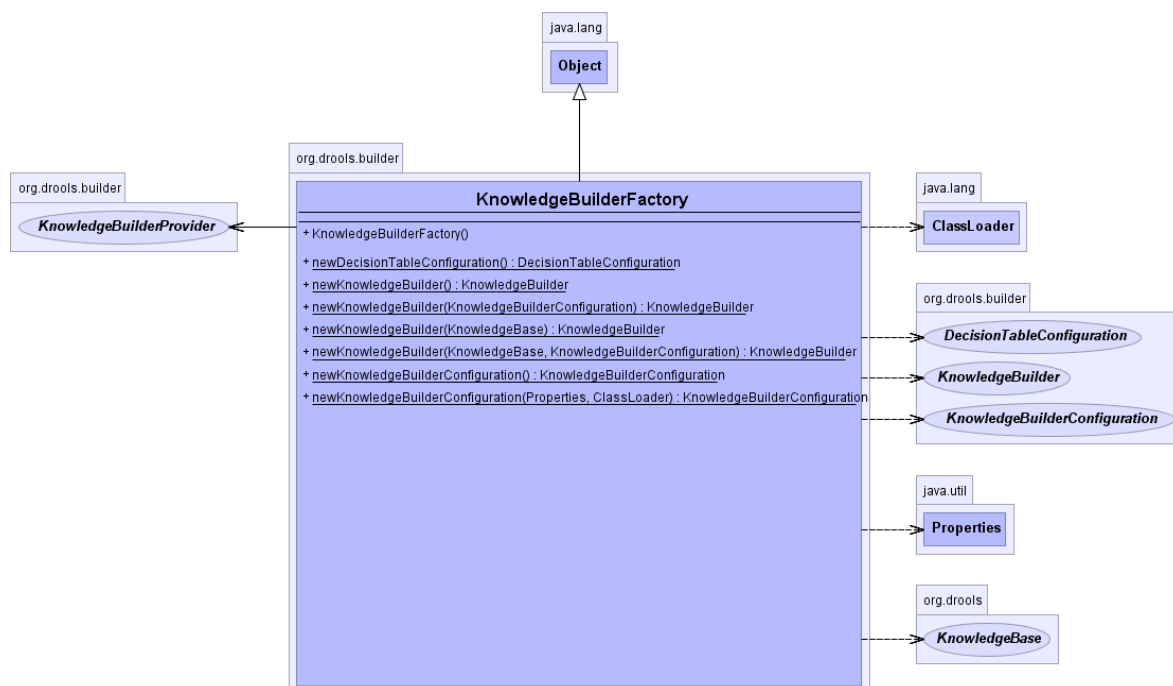 java.lang
Object
org.drools.builder
org.drools.builder
KnowledgeBuilderProvider
KnowledgeBuilderFactory
+ KnowledgeBuilderFactory()
+ newDecisionTableConfiguration() : DecisionTableConfiguration
+ newKnowledgeBuilder() : KnowledgeBuilder
+ newKnowledgeBuilder(KnowledgeBuilderConfiguration) : KnowledgeBuilder
+ newKnowledgeBuilder(KnowledgeBase) : KnowledgeBuilder
+ newKnowledgeBuilder(KnowledgeBase, KnowledgeBuilderConfiguration) : KnowledgeBuilder
+ newKnowledgeBuilderConfiguration() : KnowledgeBuilderConfiguration
+ newKnowledgeBuilderConfiguration(Properties, ClassLoader) : KnowledgeBuilderConfiguration
java.lang
ClassLoader
org.drools.builder
DecisionTableConfiguration
KnowledgeBuilder
KnowledgeBuilderConfiguration
java.util
Properties
org.drools
KnowledgeBase